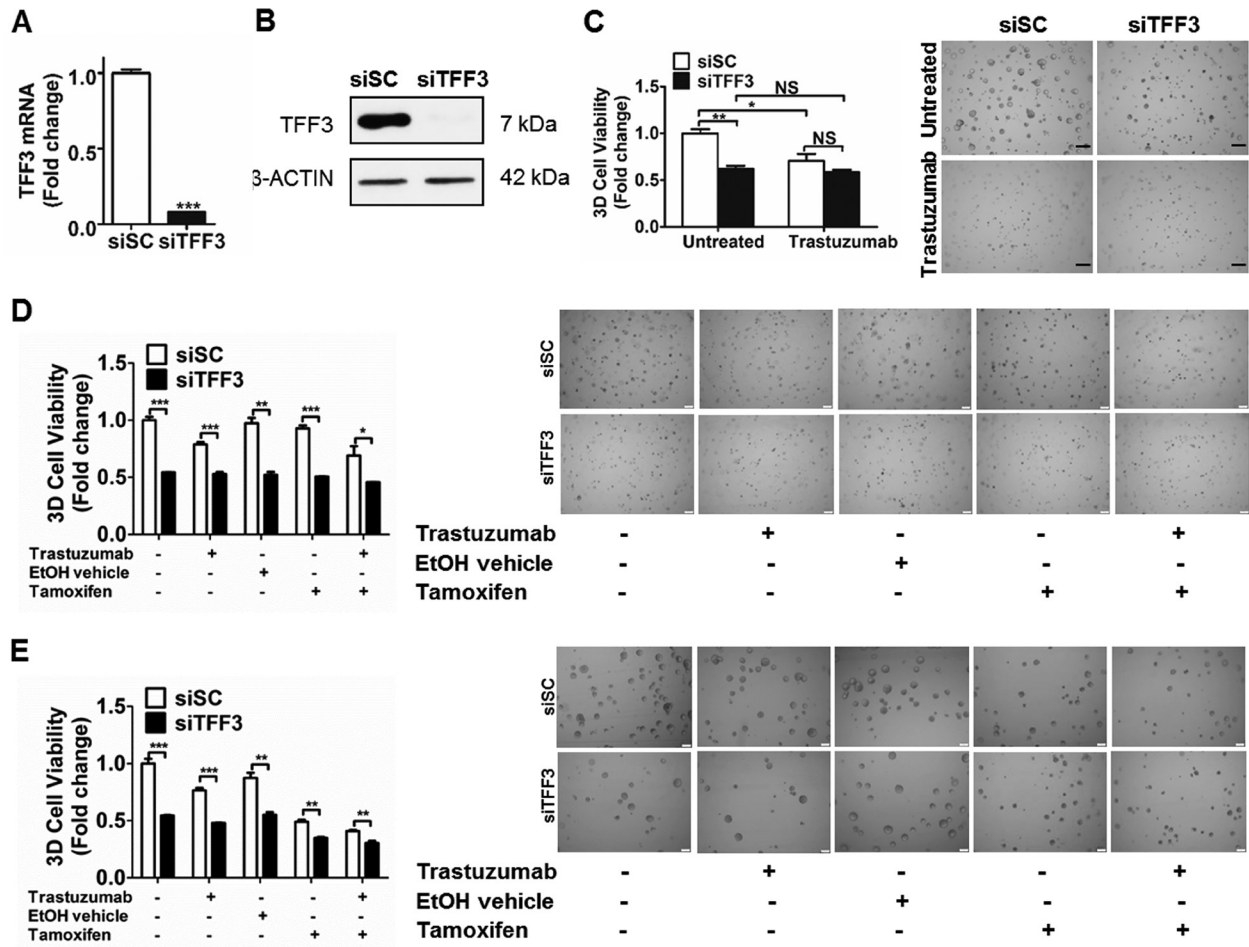 A
TFF3 mRNA
(Fold change)
1.0
0.0
***
siSC siTFF3
B
siSC siTFF3
TFF3 7 kDa
β-ACTIN 42 kDa
C
siSC
siTFF3
3D Cell Viability
(Fold change)
1.5
1.0
0.5
0.0
NS
*
**
NS
Untreated Trastuzumab
siSC siTFF3
Untreated
Trastuzumab
D
siSC
siTFF3
3D Cell Viability
(Fold change)
1.5
1.0
0.5
0.0
*** *** ** *** *
Trastuzumab - + - - +
EtOH vehicle - - + - -
Tamoxifen - - - + +
siSC
siTFF3
Trastuzumab - + - - +
EtOH vehicle - - + - -
Tamoxifen - - - + +
E
siSC
siTFF3
3D Cell Viability
(Fold change)
1.5
1.0
0.5
0.0
*** *** ** ** **
Trastuzumab - + - - +
EtOH vehicle - - + - -
Tamoxifen - - - + +
siSC
siTFF3
Trastuzumab - + - - +
EtOH vehicle - - + - -
Tamoxifen - - - + +